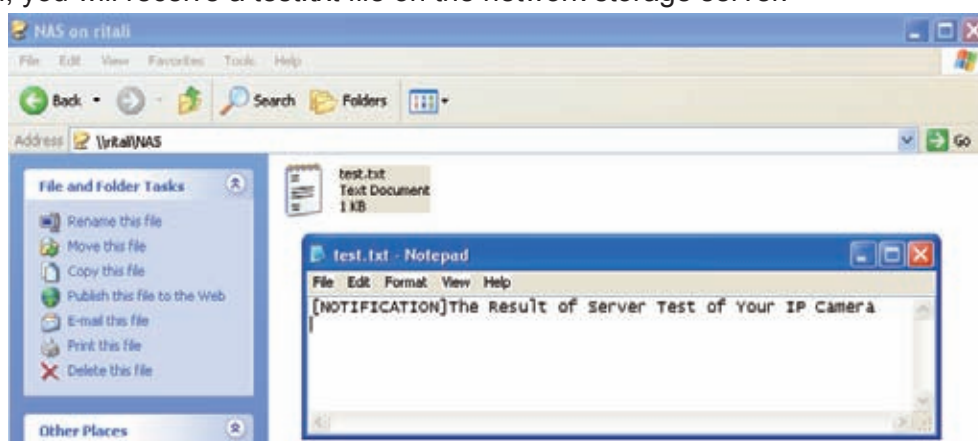 , you will receive a test.txt file on the network storage server.
NAS on ritali
File Edit View Favorites Tools Help
Back Search Folders
Address \\ritali\NAS Go
File and Folder Tasks
Rename this file
Move this file
Copy this file
Publish this file to the Web
E-mail this file
Print this file
Delete this file
Other Places
test.txt
Text Document
1 KB
test.txt - Notepad
File Edit Format View Help
[NOTIFICATION]The Result of Server Test of Your IP Camera